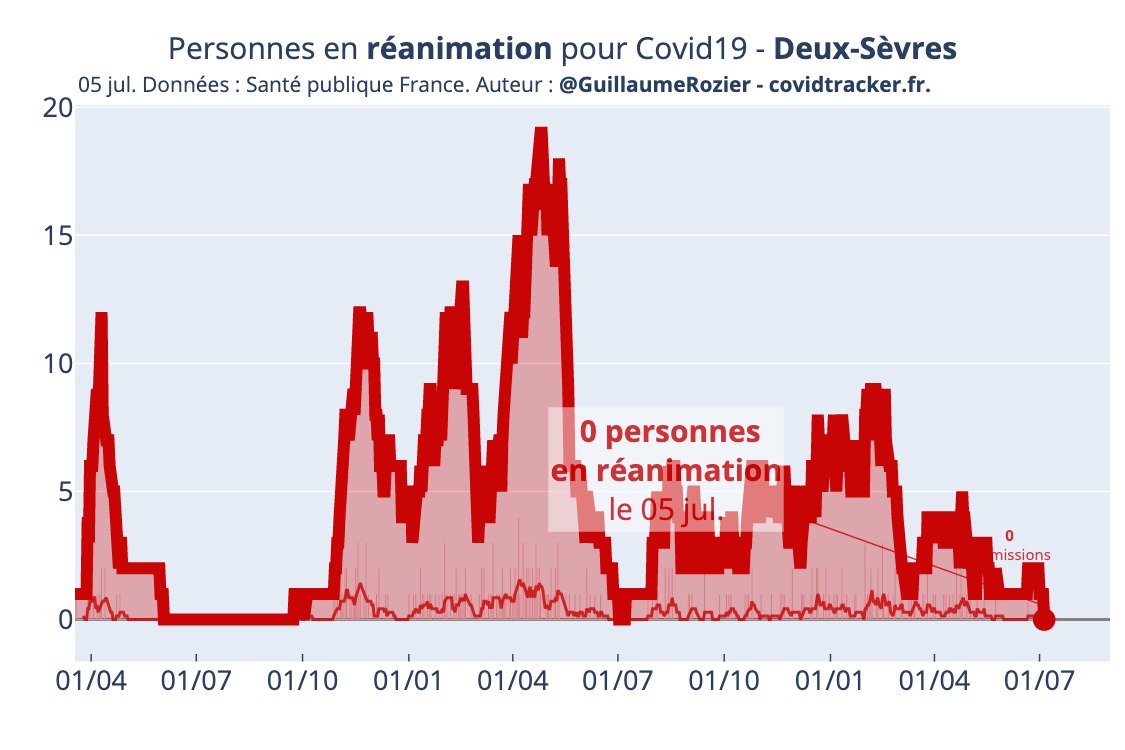 Personnes en réanimation pour Covid19 - Deux-Sèvres
05 jul. Données : Santé publique France. Auteur : @GuillaumeRozier - covidtracker.fr.
20
15
10
5
0
0 personnes
en réanimation
le 05 jul.
0
missions
01/04
01/07
01/10
01/01
01/04
01/07
01/10
01/01
01/04
01/07